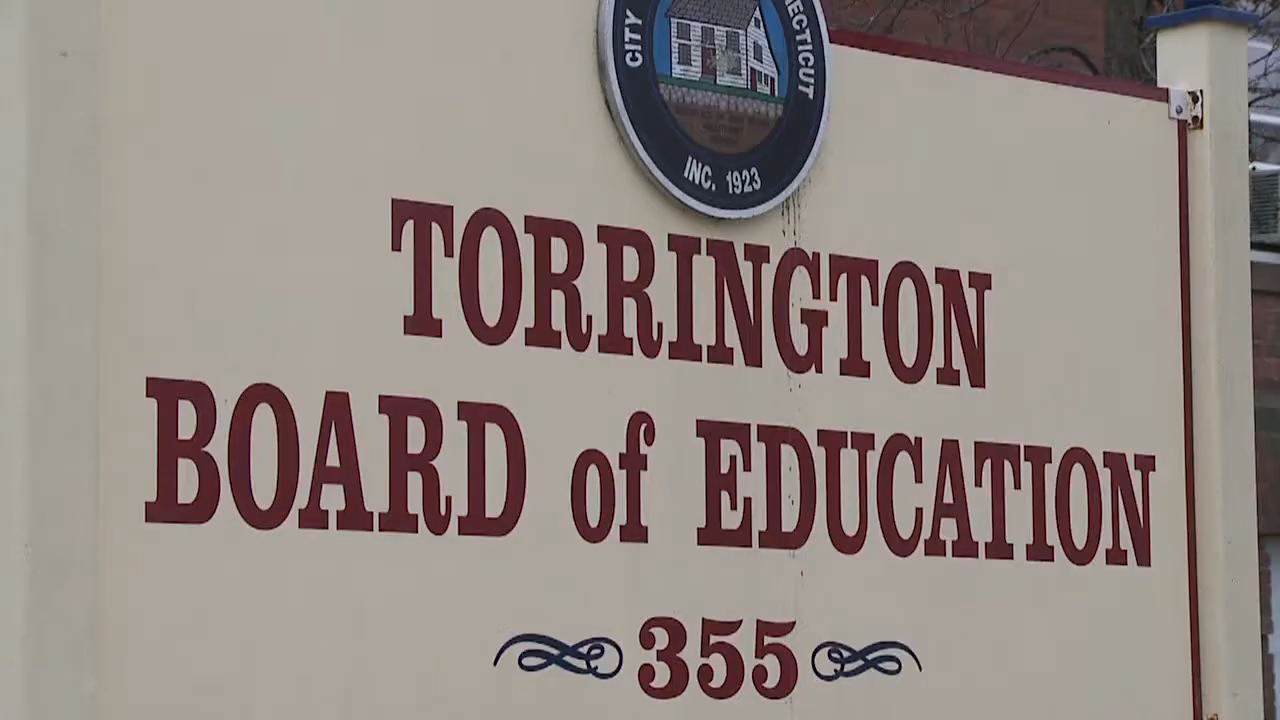 CITY
ECTICUT
INC. 1923
TORRINGTON
BOARD of EDUCATION
355